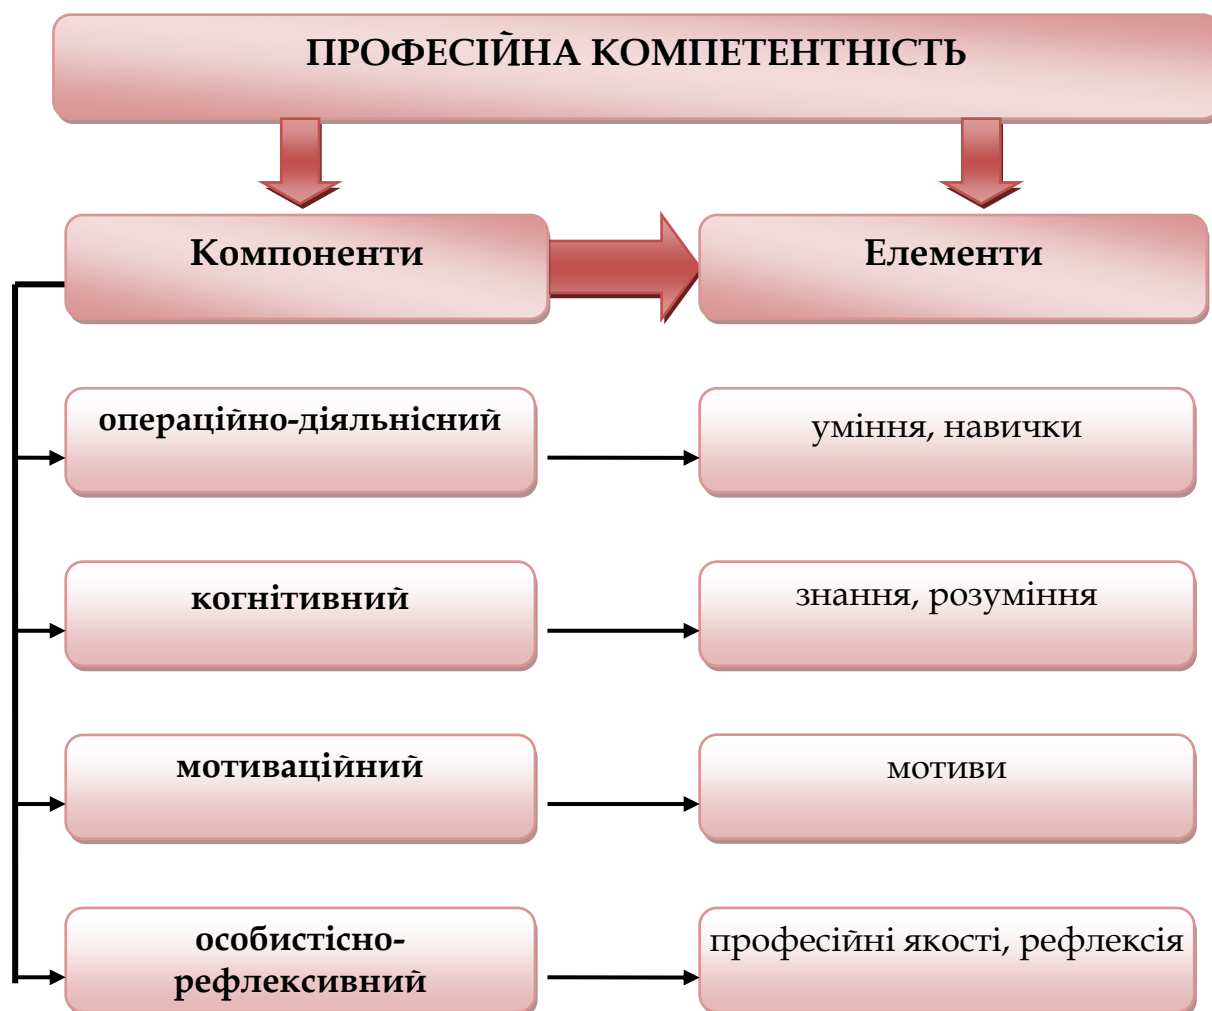 ПРОФЕСІЙНА КОМПЕТЕНТНІСТЬ
Компоненти
Елементи
операційно-діяльнісний
уміння, навички
когнітивний
знання, розуміння
мотиваційний
мотиви
особистісно-
рефлексивний
професійні якості, рефлексія